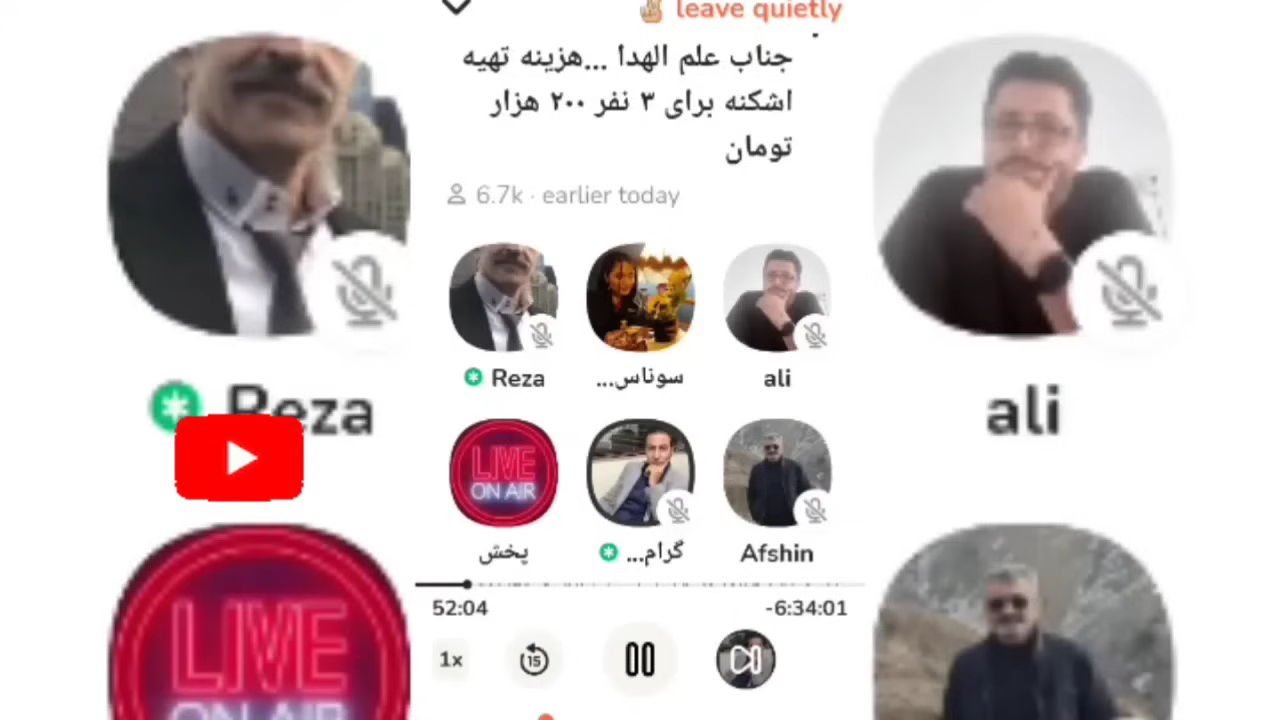 leave quietly
جناب علم الهدا ...هزینه تهیه
اشکنه برای ۳ نفر ۲۰۰ هزار
تومان
6.7k · earlier today
Reza
سوناس...
ali
LIVE
ON AIR
پخش
گرام...
Afshin
52:04
-6:34:01
1x
15
Reza
ali
LIVE
ON AIR